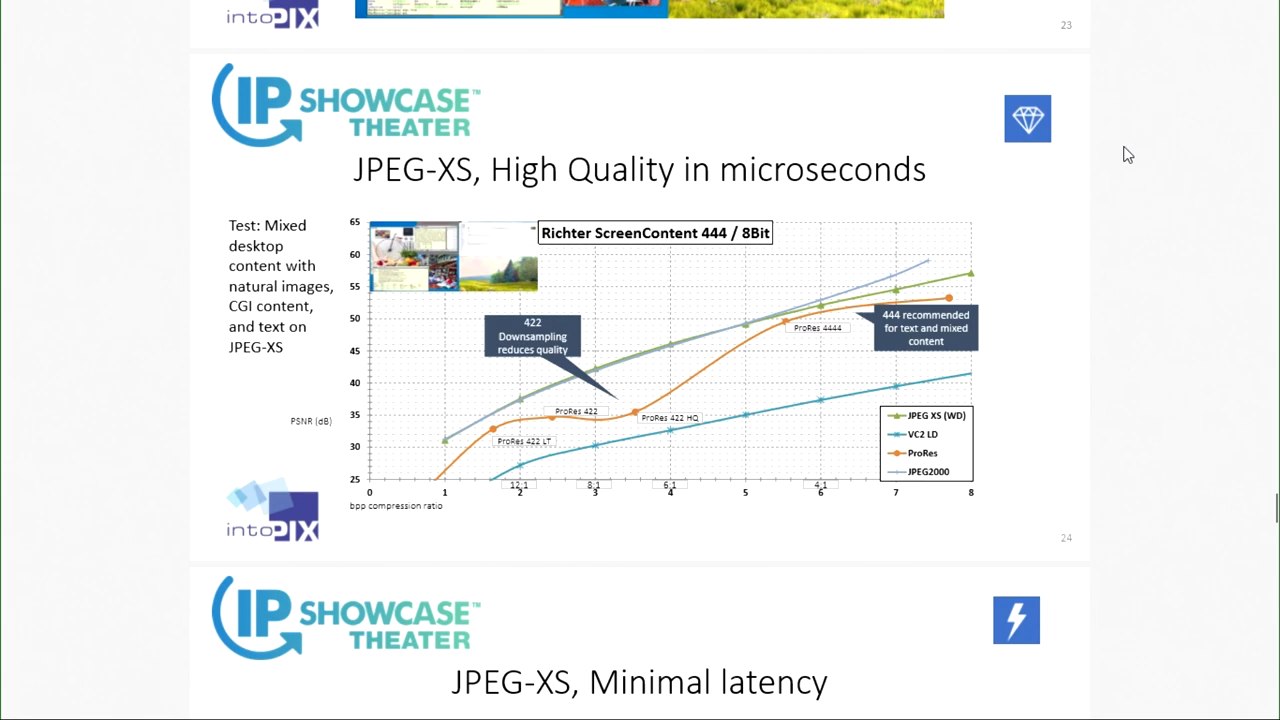 intoPIX
23
IP SHOWCASE™
THEATER
JPEG-XS, High Quality in microseconds
Test: Mixed
desktop
content with
natural images,
CGI content,
and text on
JPEG-XS
Richter ScreenContent 444 / 8Bit
65
60
55
50
45
40
35
30
25
PSNR (dB)
422
Downsampling
reduces quality
444 recommended
for text and mixed
content
ProRes 4444
ProRes 422
ProRes 422 HQ
ProRes 422 LT
JPEG XS (WD)
VC2 LD
ProRes
JPEG2000
12:1 8:1 6:1 4:1
0 1 2 3 4 5 6 7 8
bpp compression ratio
intoPIX
24
IP SHOWCASE™
THEATER
JPEG-XS, Minimal latency